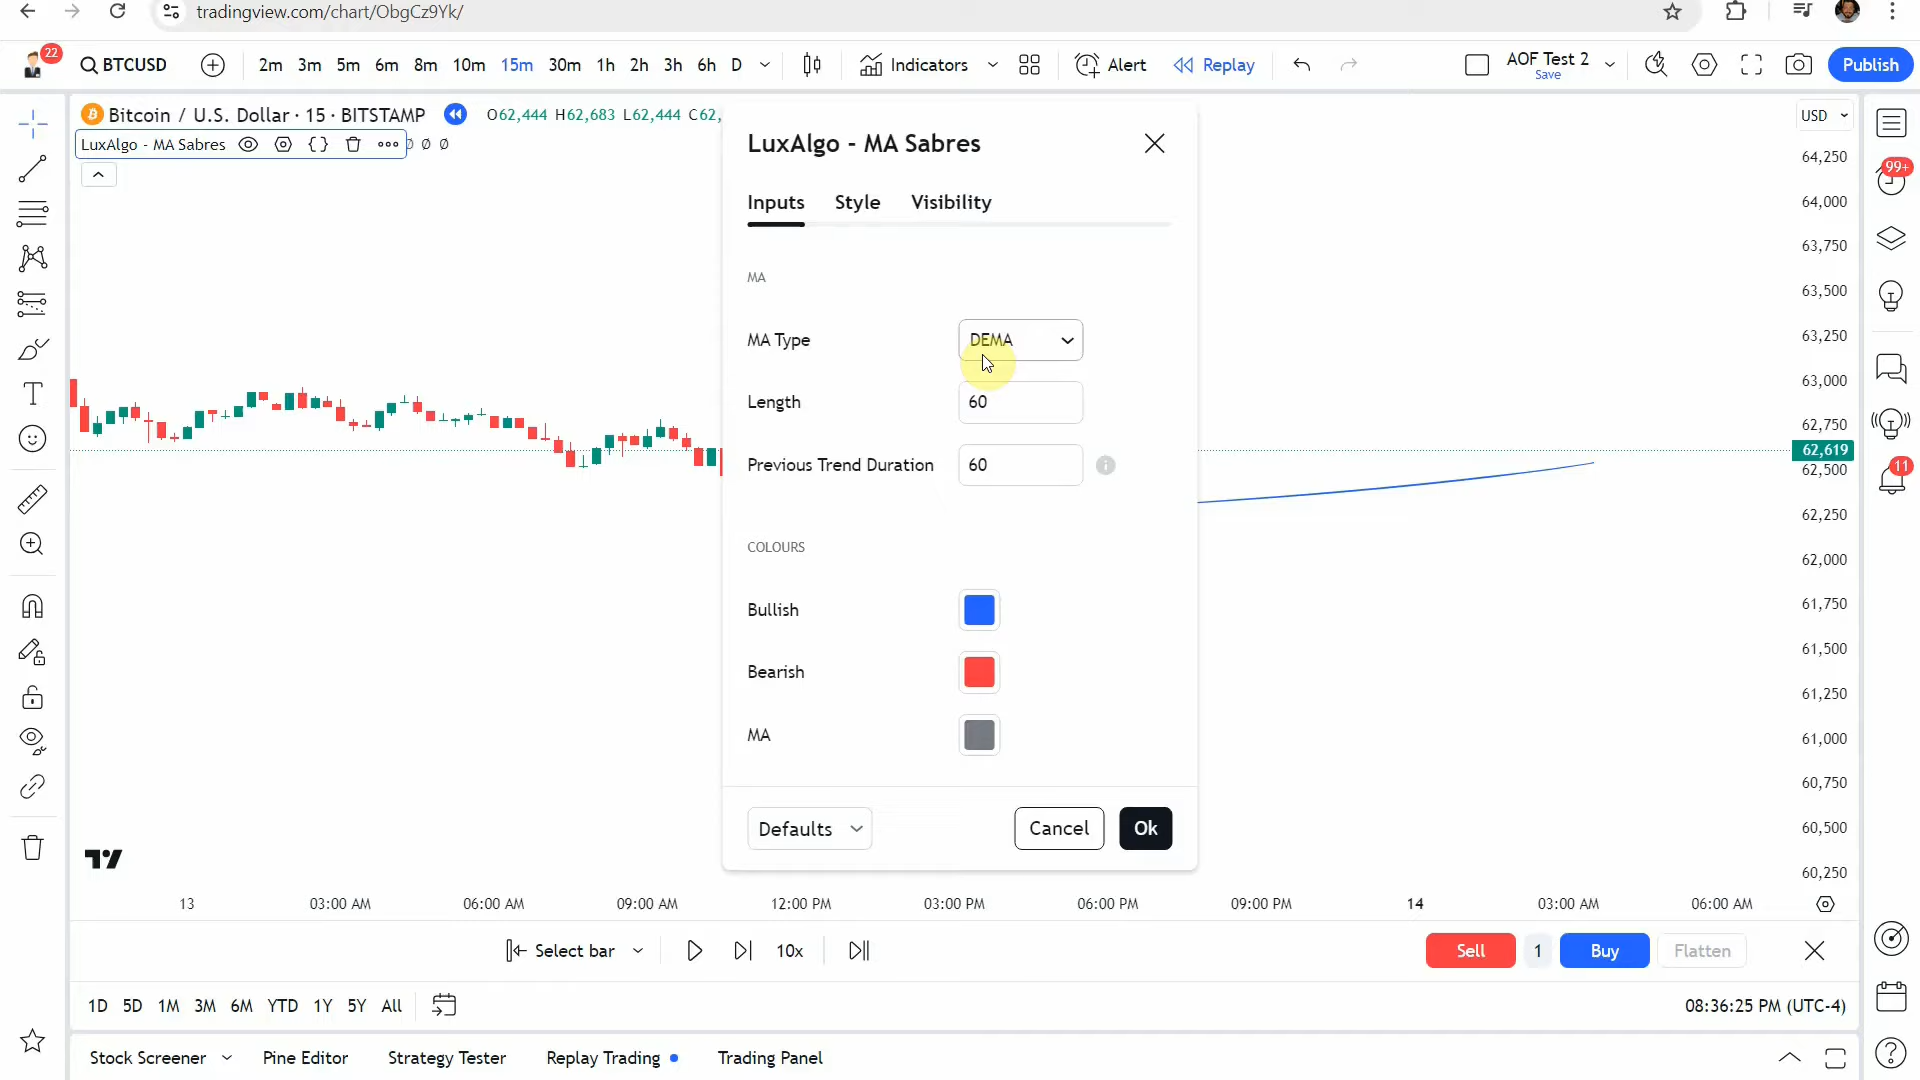 tradingview.com/chart/ObgCz9Yk/
22
BTCUSD
2m 3m 5m 6m 8m 10m 15m 30m 1h 2h 3h 6h D
Indicators
Alert
Replay
AOF Test 2
Save
Publish
Bitcoin / U.S. Dollar · 15 · BITSTAMP
O62,444 H62,683 L62,444 C62,
LuxAlgo - MA Sabres
Ø Ø Ø
LuxAlgo - MA Sabres
Inputs Style Visibility
MA
MA Type DEMA
Length 60
Previous Trend Duration 60
COLOURS
Bullish
Bearish
MA
Defaults
Cancel
Ok
USD
64,250
64,000
63,750
63,500
63,250
63,000
62,750
62,619
62,500
62,250
62,000
61,750
61,500
61,250
61,000
60,750
60,500
60,250
99+
11
13 03:00 AM 06:00 AM 09:00 AM 12:00 PM 03:00 PM 06:00 PM 09:00 PM 14 03:00 AM 06:00 AM
Select bar
10x
Sell 1 Buy Flatten
1D 5D 1M 3M 6M YTD 1Y 5Y All
08:36:25 PM (UTC-4)
Stock Screener Pine Editor Strategy Tester Replay Trading Trading Panel